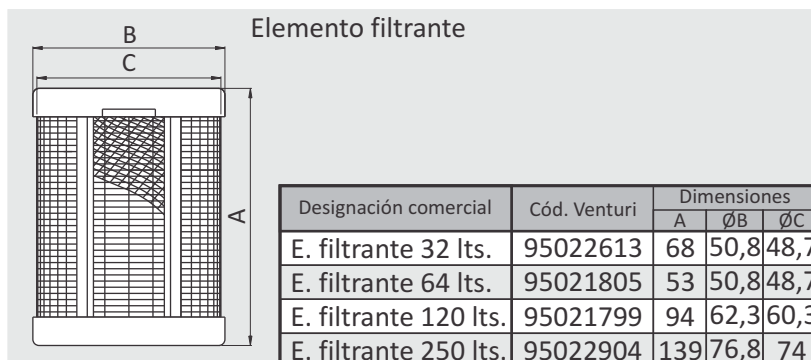 Elemento filtrante
B
C
A
Designación comercial Cód. Venturi Dimensiones
A ØB ØC
E. filtrante 32 lts. 95022613 68 50,8 48,7
E. filtrante 64 lts. 95021805 53 50,8 48,7
E. filtrante 120 lts. 95021799 94 62,3 60,3
E. filtrante 250 lts. 95022904 139 76,8 74